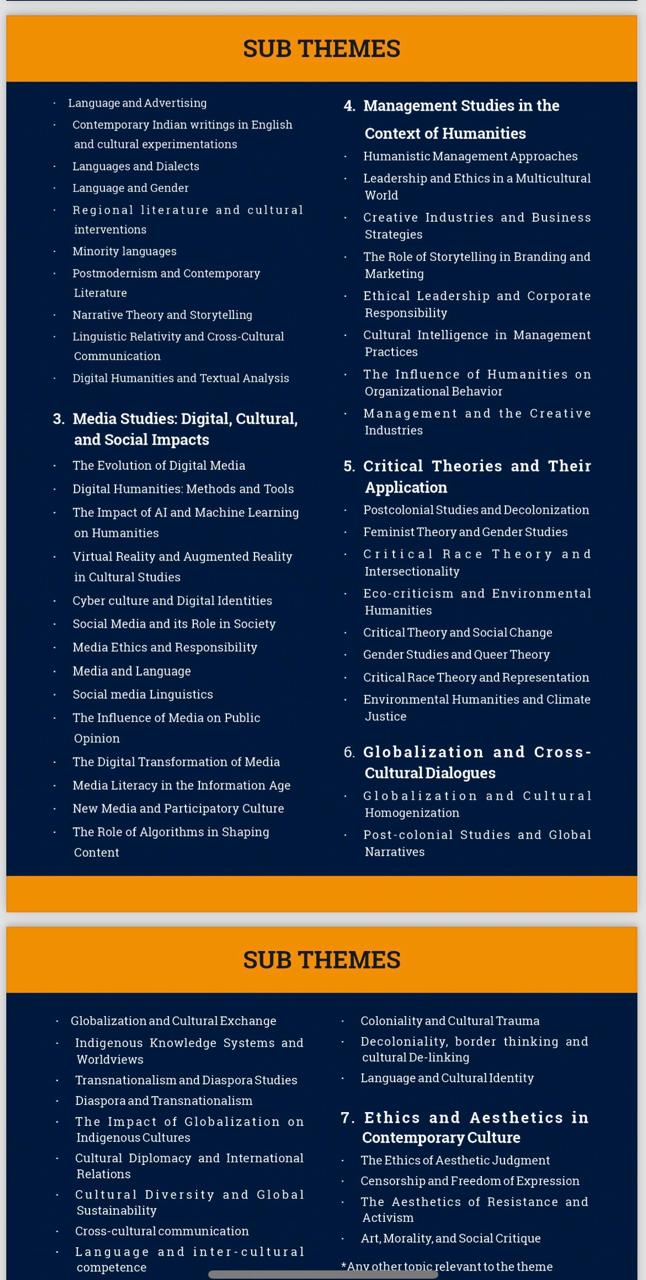 SUB THEMES
· Language and Advertising
· Contemporary Indian writings in English
and cultural experimentations
· Languages and Dialects
· Language and Gender
· Regional literature and cultural
interventions
· Minority languages
· Postmodernism and Contemporary
Literature
· Narrative Theory and Storytelling
· Linguistic Relativity and Cross-Cultural
Communication
· Digital Humanities and Textual Analysis
3. Media Studies: Digital, Cultural,
and Social Impacts
· The Evolution of Digital Media
· Digital Humanities: Methods and Tools
· The Impact of AI and Machine Learning
on Humanities
· Virtual Reality and Augmented Reality
in Cultural Studies
· Cyber culture and Digital Identities
· Social Media and its Role in Society
· Media Ethics and Responsibility
· Media and Language
· Social media Linguistics
· The Influence of Media on Public
Opinion
· The Digital Transformation of Media
· Media Literacy in the Information Age
· New Media and Participatory Culture
· The Role of Algorithms in Shaping
Content
4. Management Studies in the
Context of Humanities
· Humanistic Management Approaches
· Leadership and Ethics in a Multicultural
World
· Creative Industries and Business
Strategies
· The Role of Storytelling in Branding and
Marketing
· Ethical Leadership and Corporate
Responsibility
· Cultural Intelligence in Management
Practices
· The Influence of Humanities on
Organizational Behavior
· Management and the Creative
Industries
5. Critical Theories and Their
Application
· Postcolonial Studies and Decolonization
· Feminist Theory and Gender Studies
· Critical Race Theory and
Intersectionality
· Eco-criticism and Environmental
Humanities
· Critical Theory and Social Change
· Gender Studies and Queer Theory
· Critical Race Theory and Representation
· Environmental Humanities and Climate
Justice
6. Globalization and Cross-
Cultural Dialogues
· Globalization and Cultural
Homogenization
· Post-colonial Studies and Global
Narratives
SUB THEMES
· Globalization and Cultural Exchange
· Indigenous Knowledge Systems and
Worldviews
· Transnationalism and Diaspora Studies
· Diaspora and Transnationalism
· The Impact of Globalization on
Indigenous Cultures
· Cultural Diplomacy and International
Relations
· Cultural Diversity and Global
Sustainability
· Cross-cultural communication
· Language and inter-cultural
competence
· Coloniality and Cultural Trauma
· Decoloniality, border thinking and
cultural De-linking
· Language and Cultural Identity
7. Ethics and Aesthetics in
Contemporary Culture
· The Ethics of Aesthetic Judgment
· Censorship and Freedom of Expression
· The Aesthetics of Resistance and
Activism
· Art, Morality, and Social Critique
*Any other topic relevant to the theme